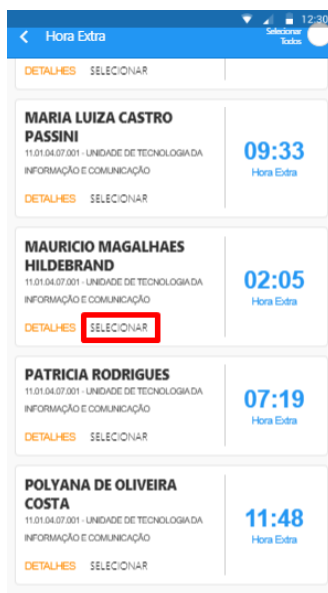 12:30
Hora Extra
Selecionar
Todos
DETALHES SELECIONAR
MARIA LUIZA CASTRO
PASSINI
11.01.04.07.001 - UNIDADE DE TECNOLOGIA DA
INFORMAÇÃO E COMUNICAÇÃO
09:33
Hora Extra
DETALHES SELECIONAR
MAURICIO MAGALHAES
HILDEBRAND
11.01.04.07.001 - UNIDADE DE TECNOLOGIA DA
INFORMAÇÃO E COMUNICAÇÃO
02:05
Hora Extra
DETALHES SELECIONAR
PATRICIA RODRIGUES
11.01.04.07.001 - UNIDADE DE TECNOLOGIA DA
INFORMAÇÃO E COMUNICAÇÃO
07:19
Hora Extra
DETALHES SELECIONAR
POLYANA DE OLIVEIRA
COSTA
11.01.04.07.001 - UNIDADE DE TECNOLOGIA DA
INFORMAÇÃO E COMUNICAÇÃO
11:48
Hora Extra
DETALHES SELECIONAR